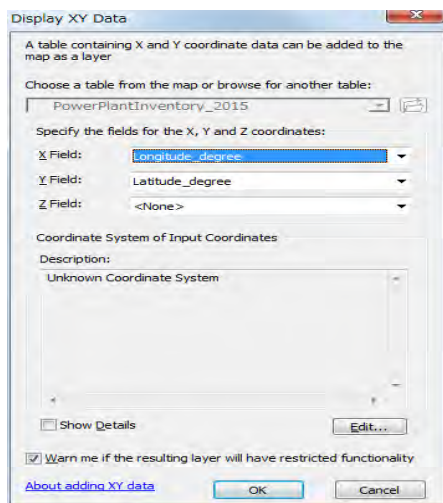 Display XY Data
A table containing X and Y coordinate data can be added to the
map as a layer
Choose a table from the map or browse for another table:
PowerPlantInventory_2015
Specify the fields for the X, Y and Z coordinates:
X Field:
Longitude_degree
Y Field:
Latitude_degree
Z Field:
<None>
Coordinate System of Input Coordinates
Description:
Unknown Coordinate System
Show Details
Edit...
Warn me if the resulting layer will have restricted functionality
About adding XY data
OK
Cancel